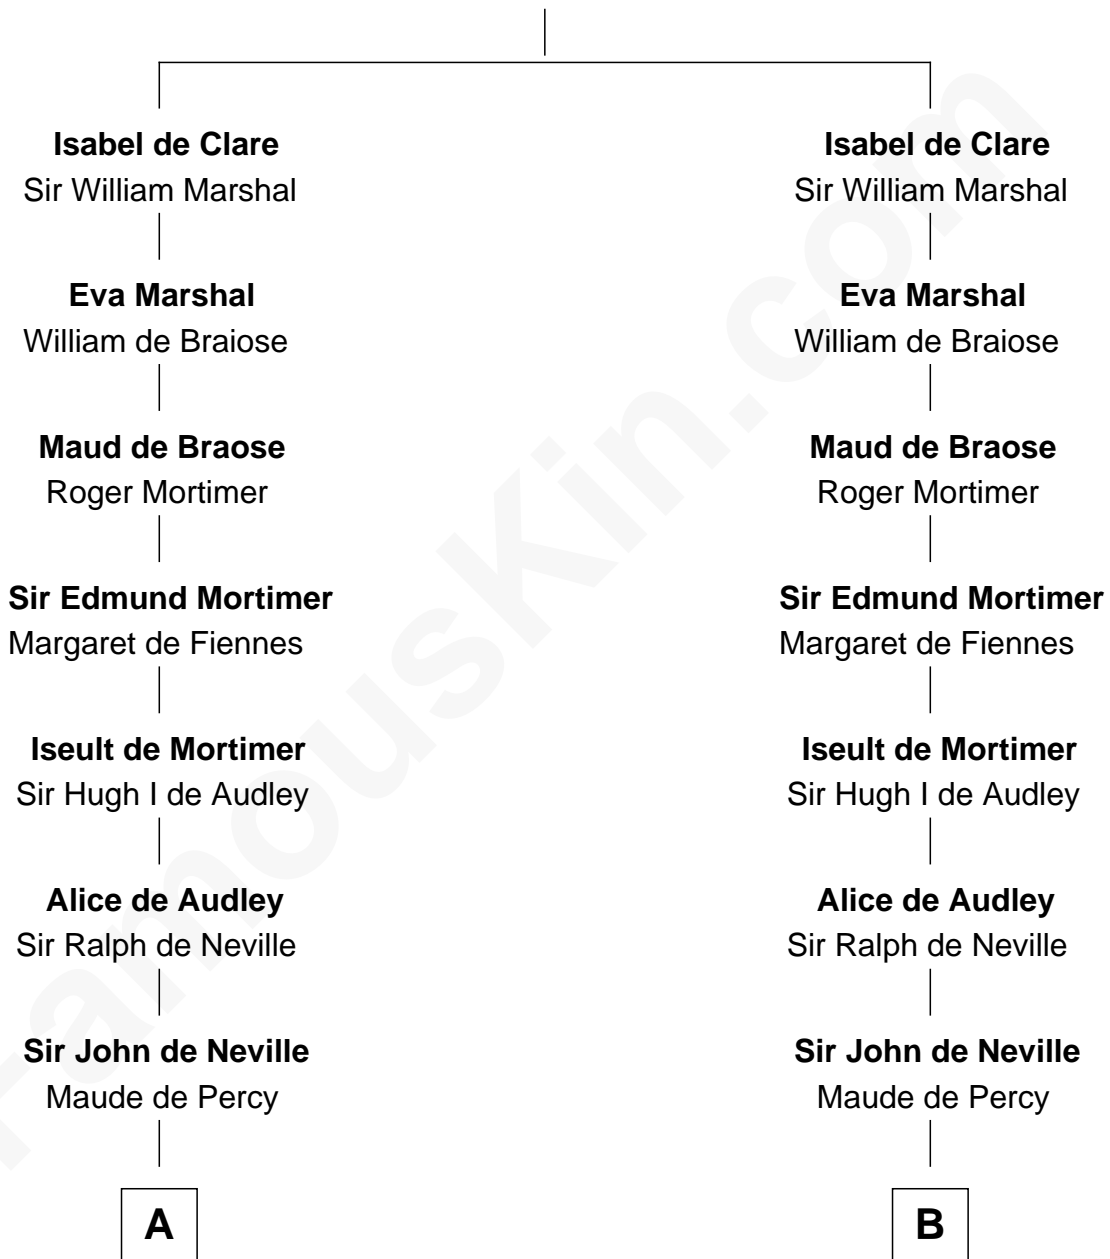 Isabel de Clare
Sir William Marshal
Eva Marshal
William de Braiose
Maud de Braose
Roger Mortimer
Sir Edmund Mortimer
Margaret de Fiennes
Iseult de Mortimer
Sir Hugh I de Audley
Alice de Audley
Sir Ralph de Neville
Sir John de Neville
Maude de Percy
A
Isabel de Clare
Sir William Marshal
Eva Marshal
William de Braiose
Maud de Braose
Roger Mortimer
Sir Edmund Mortimer
Margaret de Fiennes
Iseult de Mortimer
Sir Hugh I de Audley
Alice de Audley
Sir Ralph de Neville
Sir John de Neville
Maude de Percy
B
FamousKin.com